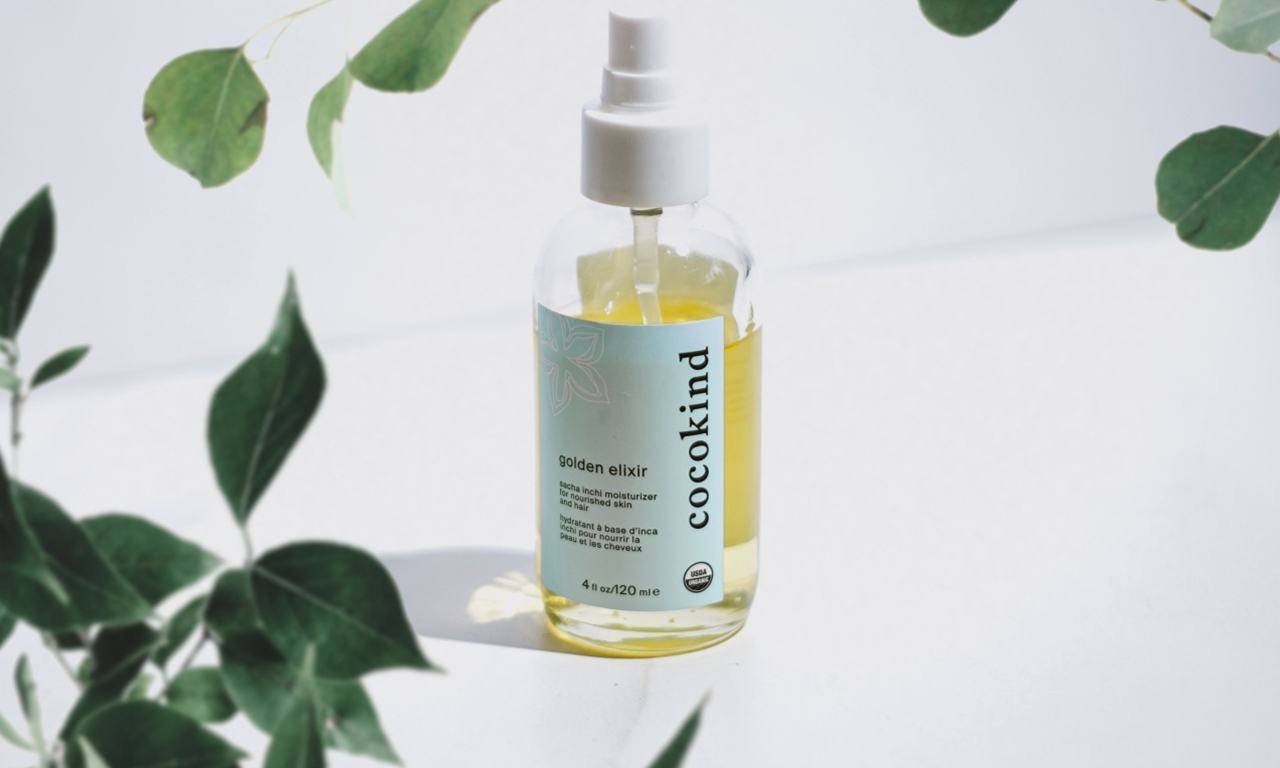 cocokind
golden elixir
sacha inchi moisturizer
for nourished skin
and hair
hydratant à base d'inca
inchi pour nourrir la
peau et les cheveux
4 fl oz/120 ml e
USDA
ORGANIC